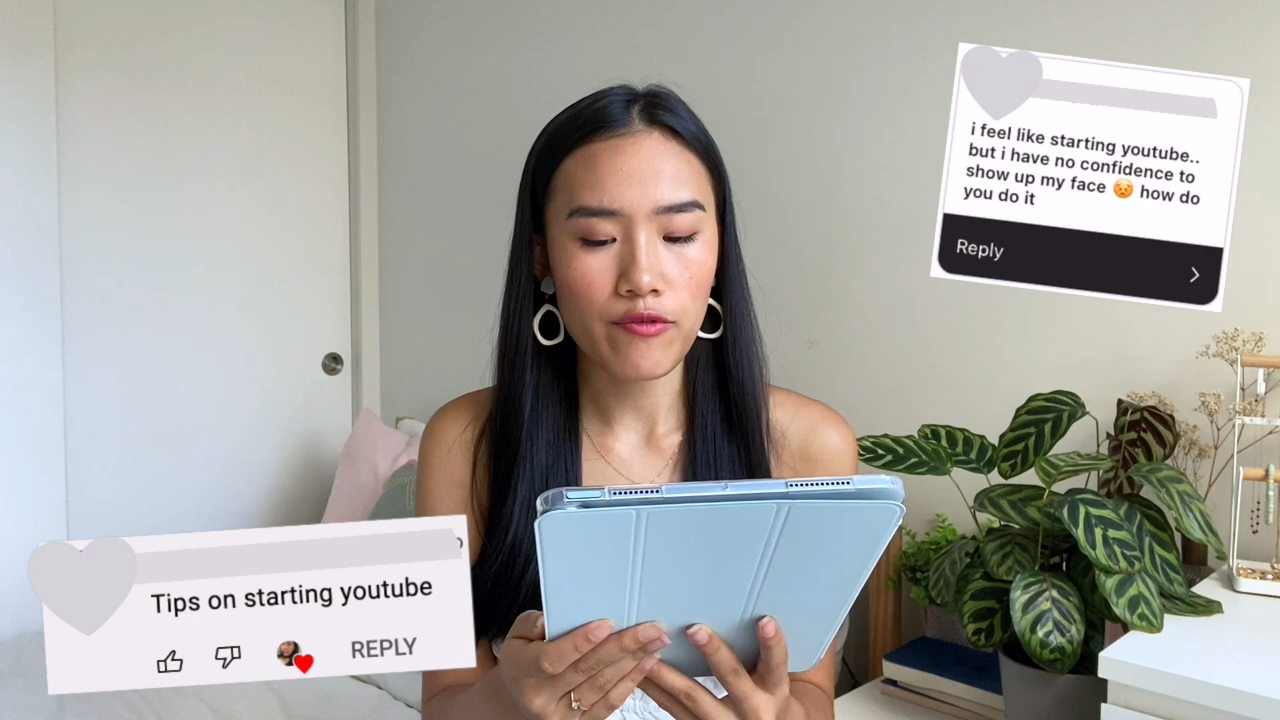 i feel like starting youtube..
but i have no confidence to
show up my face 😣 how do
you do it
Reply
Tips on starting youtube
REPLY